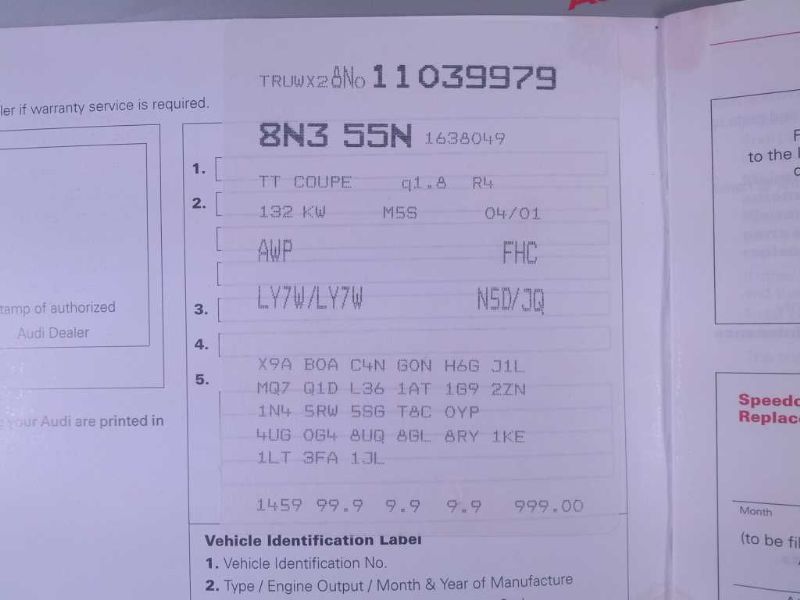 TRUWX28N011039979
8N3 55N 1638049
ler if warranty service is required.
1.
TT COUPE q1.8 R4
2.
132 KW M5S 04/01
AWP FHC
3.
LY7W/LY7W N5D/JQ
4.
tamp of authorized
Audi Dealer
5.
X9A B0A C4N G0N H6G J1L
MQ7 Q1D L36 1AT 1G9 2ZN
1N4 5RW 5SG T8C 0YP
4UG 0G4 8UQ 8GL 8RY 1KE
1LT 3FA 1JL
1459 99.9 9.9 9.9 999.00
your Audi are printed in
Vehicle Identification Label
1. Vehicle Identification No.
2. Type / Engine Output / Month & Year of Manufacture
F
to the
Speedo
Replace
Month
(to be fil